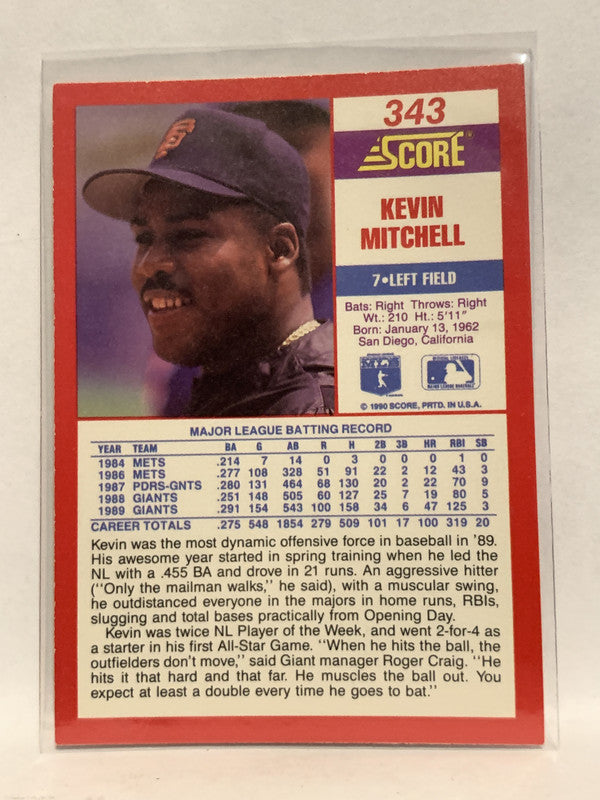 343
SCORE®
KEVIN
MITCHELL
7•LEFT FIELD
Bats: Right Throws: Right
Wt.: 210 Ht.: 5'11"
Born: January 13, 1962
San Diego, California
© 1990 SCORE, PRTD. IN U.S.A.
MAJOR LEAGUE BATTING RECORD
YEAR TEAM BA G AB R H 2B 3B HR RBI SB
1984 METS .214 7 14 0 3 0 0 0 1 0
1986 METS .277 108 328 51 91 22 2 12 43 3
1987 PDRS-GNTS .280 131 464 68 130 20 2 22 70 9
1988 GIANTS .251 148 505 60 127 25 7 19 80 5
1989 GIANTS .291 154 543 100 158 34 6 47 125 3
CAREER TOTALS .275 548 1854 279 509 101 17 100 319 20
Kevin was the most dynamic offensive force in baseball in '89.
His awesome year started in spring training when he led the
NL with a .455 BA and drove in 21 runs. An aggressive hitter
("Only the mailman walks," he said), with a muscular swing,
he outdistanced everyone in the majors in home runs, RBIs,
slugging and total bases practically from Opening Day.
Kevin was twice NL Player of the Week, and went 2-for-4 as
a starter in his first All-Star Game. "When he hits the ball, the
outfielders don't move," said Giant manager Roger Craig. "He
hits it that hard and that far. He muscles the ball out. You
expect at least a double every time he goes to bat."